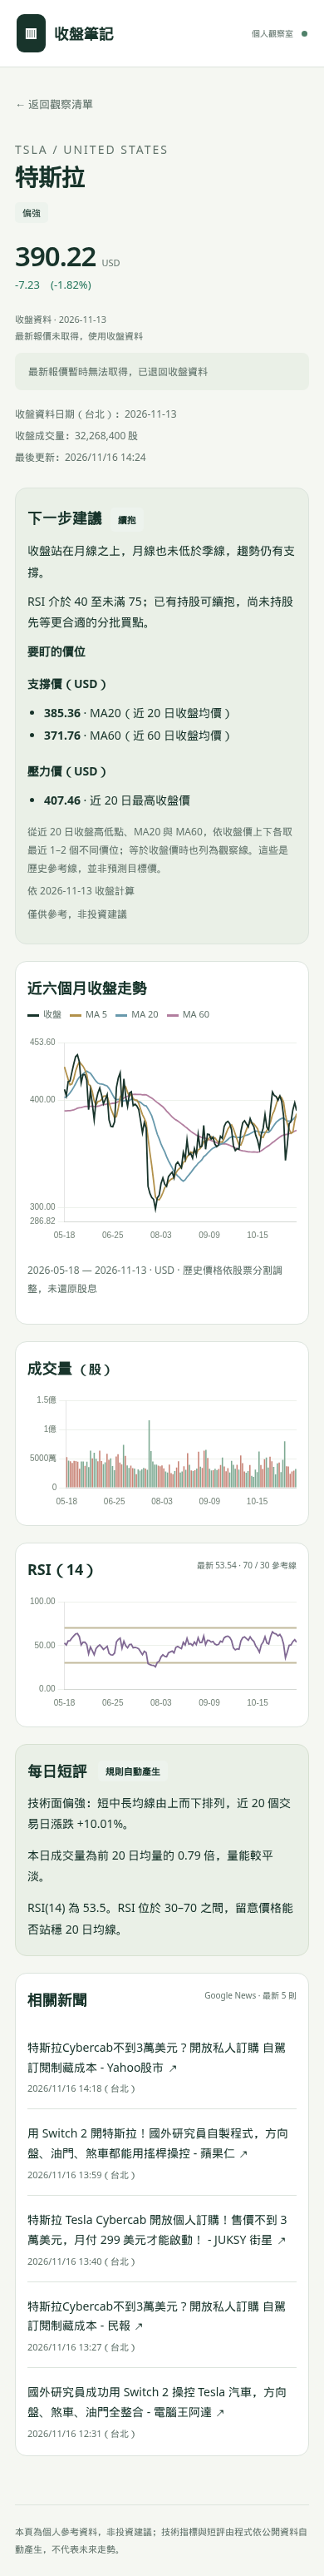 收盤筆記
個人觀察室
← 返回觀察清單
TSLA / UNITED STATES
特斯拉
偏強
390.22 USD
-7.23 (-1.82%)
收盤資料 · 2026-11-13
最新報價未取得，使用收盤資料
最新報價暫時無法取得，已退回收盤資料
收盤資料日期（台北）：2026-11-13
收盤成交量：32,268,400 股
最後更新：2026/11/16 14:24
下一步建議 續抱
收盤站在月線之上，月線也未低於季線，趨勢仍有支
撐。
RSI 介於 40 至未滿 75；已有持股可續抱，尚未持股
先等更合適的分批買點。
要盯的價位
支撐價（USD）
385.36 · MA20（近 20 日收盤均價）
371.76 · MA60（近 60 日收盤均價）
壓力價（USD）
407.46 · 近 20 日最高收盤價
從近 20 日收盤高低點、MA20 與 MA60，依收盤價上下各取
最近 1–2 個不同價位；等於收盤價時也列為觀察線。這些是
歷史參考線，並非預測目標價。
依 2026-11-13 收盤計算
僅供參考，非投資建議
近六個月收盤走勢
收盤 MA 5 MA 20 MA 60
453.60
400.00
300.00
286.82
05-18 06-25 08-03 09-09 10-15
2026-05-18 — 2026-11-13 · USD · 歷史價格依股票分割調
整，未還原股息
成交量（股）
1.5億
1億
5000萬
0
05-18 06-25 08-03 09-09 10-15
RSI（14） 最新 53.54 · 70 / 30 參考線
100.00
50.00
0.00
05-18 06-25 08-03 09-09 10-15
每日短評 規則自動產生
技術面偏強：短中長均線由上而下排列，近 20 個交
易日漲跌 +10.01%。
本日成交量為前 20 日均量的 0.79 倍，量能較平
淡。
RSI(14) 為 53.5。RSI 位於 30–70 之間，留意價格能
否站穩 20 日均線。
相關新聞 Google News · 最新 5 則
特斯拉Cybercab不到3萬美元？開放私人訂購 自駕
訂閱制藏成本 - Yahoo股市 ↗
2026/11/16 14:18（台北）
用 Switch 2 開特斯拉！國外研究員自製程式，方向
盤、油門、煞車都能用搖桿操控 - 蘋果仁 ↗
2026/11/16 13:59（台北）
特斯拉 Tesla Cybercab 開放個人訂購！售價不到 3
萬美元，月付 299 美元才能啟動！ - JUKSY 街星 ↗
2026/11/16 13:40（台北）
特斯拉Cybercab不到3萬美元？開放私人訂購 自駕
訂閱制藏成本 - 民報 ↗
2026/11/16 13:27（台北）
國外研究員成功用 Switch 2 操控 Tesla 汽車，方向
盤、煞車、油門全整合 - 電腦王阿達 ↗
2026/11/16 12:31（台北）
本頁為個人參考資料，非投資建議；技術指標與短評由程式依公開資料自
動產生，不代表未來走勢。